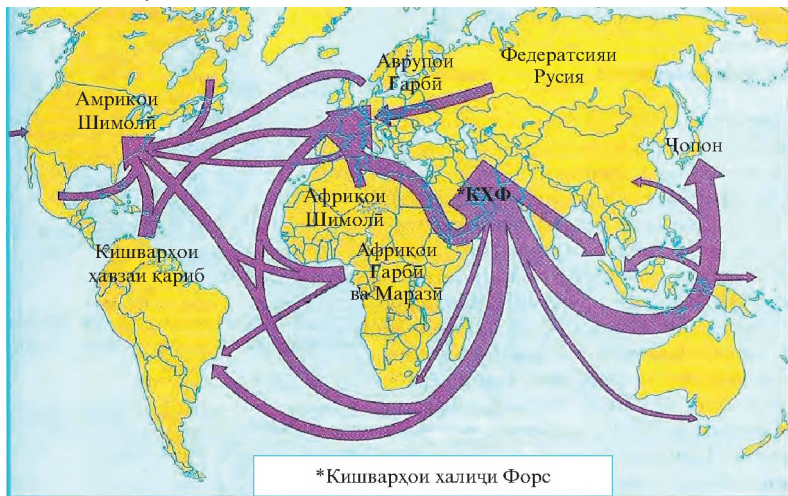 Аврупои
Ғарбӣ
Федератсияи
Русия
Амрикои
Шимолӣ
Ҷопон
*КХФ
Африқои
Шимолӣ
Кишварҳои
ҳавзаи кариб
Африқои
Ғарбӣ
ва Маразӣ
*Кишварҳои халиҷи Форс